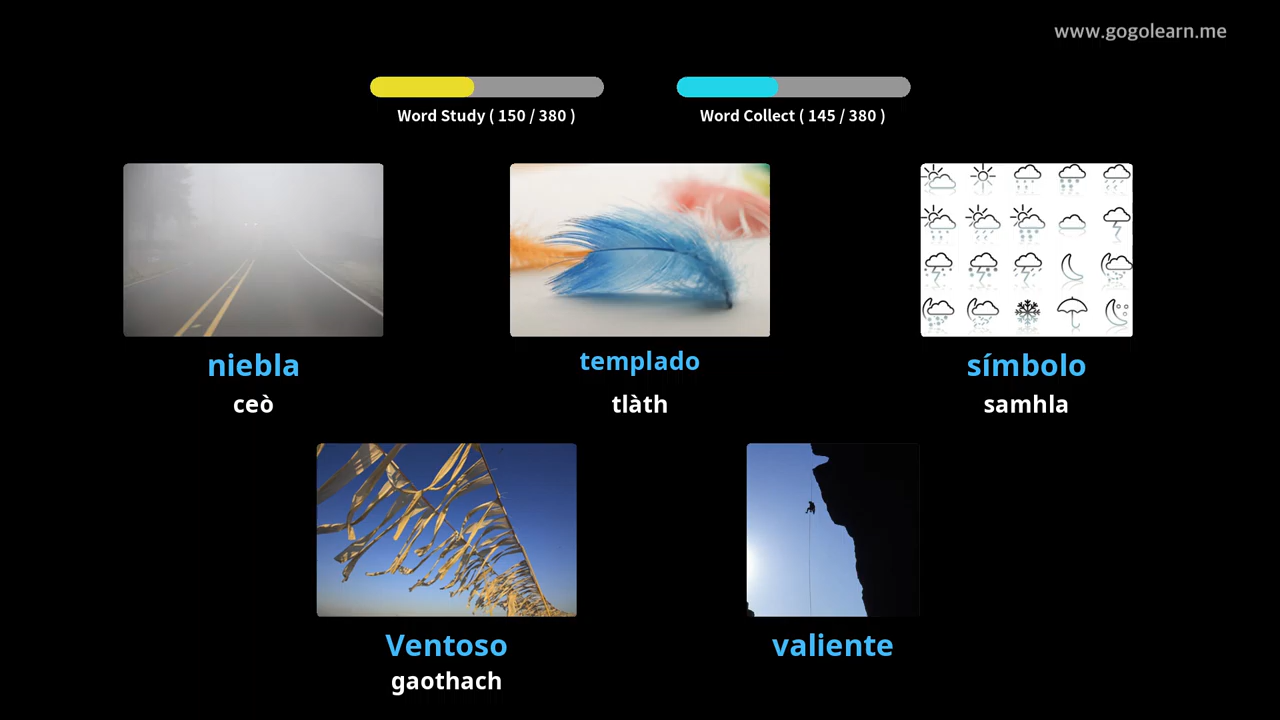 www.gogolearn.me
Word Study ( 150 / 380 )
Word Collect ( 145 / 380 )
niebla
templado
símbolo
ceò
tlàth
samhla
Ventoso
valiente
gaothach